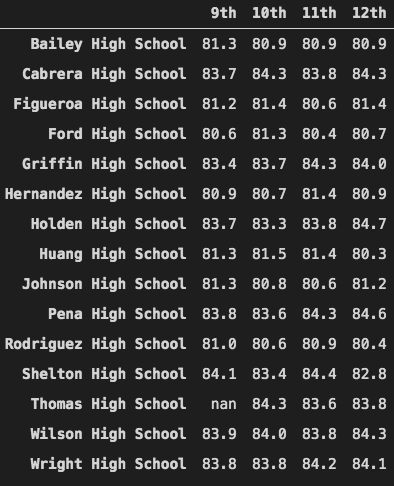 9th 10th 11th 12th
Bailey High School 81.3 80.9 80.9 80.9
Cabrera High School 83.7 84.3 83.8 84.3
Figueroa High School 81.2 81.4 80.6 81.4
Ford High School 80.6 81.3 80.4 80.7
Griffin High School 83.4 83.7 84.3 84.0
Hernandez High School 80.9 80.7 81.4 80.9
Holden High School 83.7 83.3 83.8 84.7
Huang High School 81.3 81.5 81.4 80.3
Johnson High School 81.3 80.8 80.6 81.2
Pena High School 83.8 83.6 84.3 84.6
Rodriguez High School 81.0 80.6 80.9 80.4
Shelton High School 84.1 83.4 84.4 82.8
Thomas High School nan 84.3 83.6 83.8
Wilson High School 83.9 84.0 83.8 84.3
Wright High School 83.8 83.8 84.2 84.1